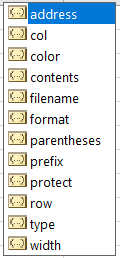 address
col
color
contents
filename
format
parentheses
prefix
protect
row
type
width